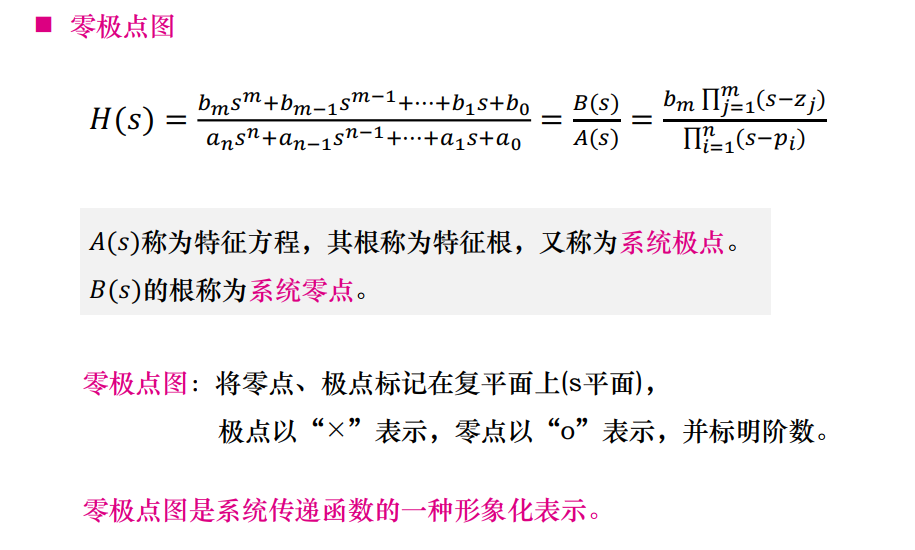 ■ 零极点图
H(s) = \frac{b_m s^m+b_{m-1}s^{m-1}+⋯+b_1 s+b_0}{a_n s^n+a_{n-1}s^{n-1}+⋯+a_1 s+a_0} = \frac{B(s)}{A(s)} = \frac{b_m ∏_{j=1}^{m}(s-z_j)}{∏_{i=1}^{n}(s-p_i)}
A(s)称为特征方程，其根称为特征根，又称为系统极点。
B(s)的根称为系统零点。
零极点图：将零点、极点标记在复平面上(s平面)，
极点以“×”表示，零点以“o”表示，并标明阶数。
零极点图是系统传递函数的一种形象化表示。